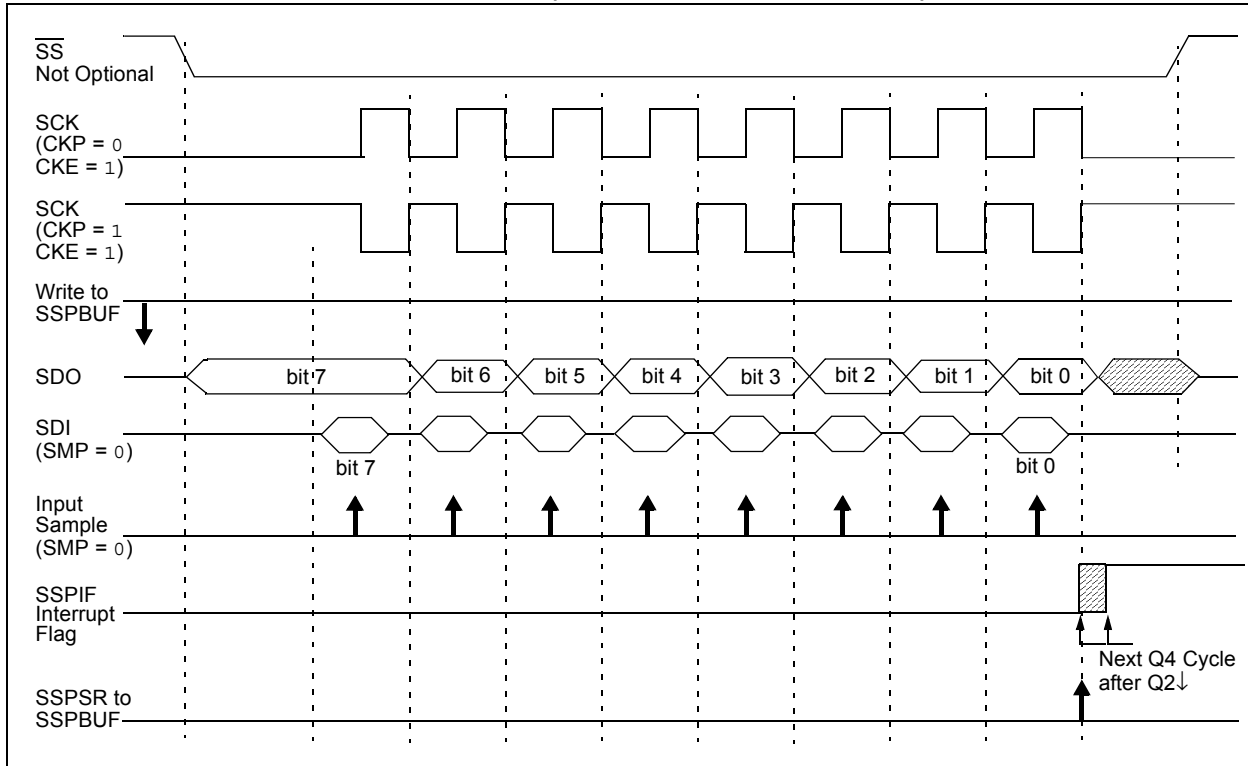 SS
Not Optional
SCK
(CKP = 0
CKE = 1)
SCK
(CKP = 1
CKE = 1)
Write to
SSPBUF
SDO
bit 7
bit 6
bit 5
bit 4
bit 3
bit 2
bit 1
bit 0
SDI
(SMP = 0)
bit 7
bit 0
Input
Sample
(SMP = 0)
SSPIF
Interrupt
Flag
Next Q4 Cycle
after Q2↓
SSPSR to
SSPBUF